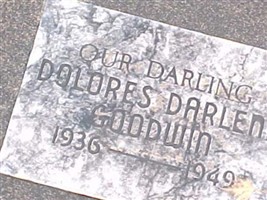 OUR DARLING
DOLORES DARLEN
GOODWIN
1936 1949